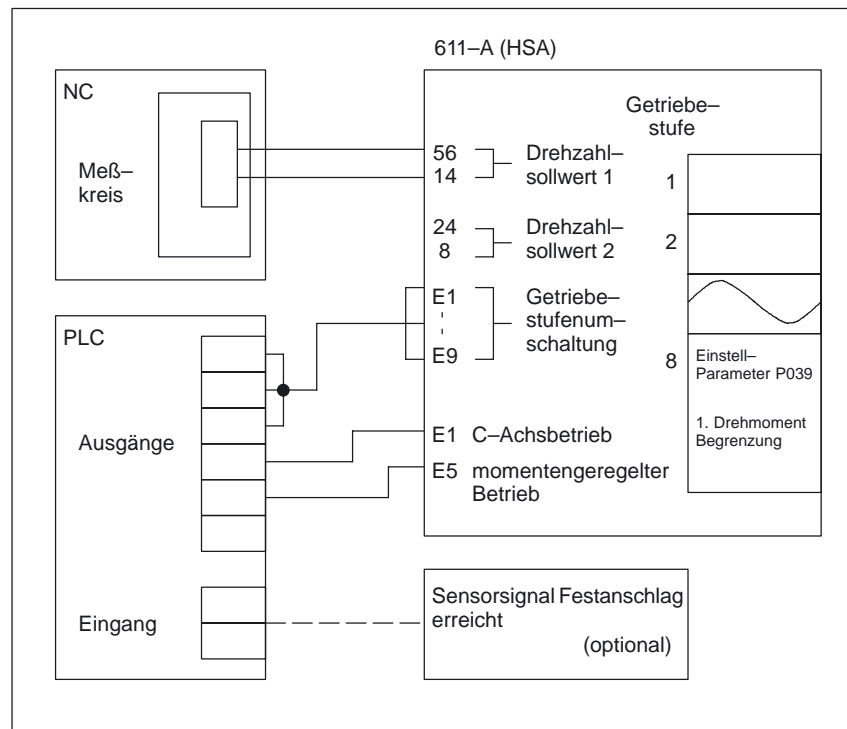 611–A (HSA)
NC
Meß–
kreis
Getriebe–
stufe
56
14
Drehzahl–
sollwert 1
1
24
8
Drehzahl–
sollwert 2
2
E1
E9
Getriebe–
stufenum–
schaltung
8
Einstell–
Parameter P039
1. Drehmoment
Begrenzung
PLC
Ausgänge
E1 C–Achsbetrieb
E5 momentengeregelter
Betrieb
Eingang
Sensorsignal Festanschlag
erreicht
(optional)